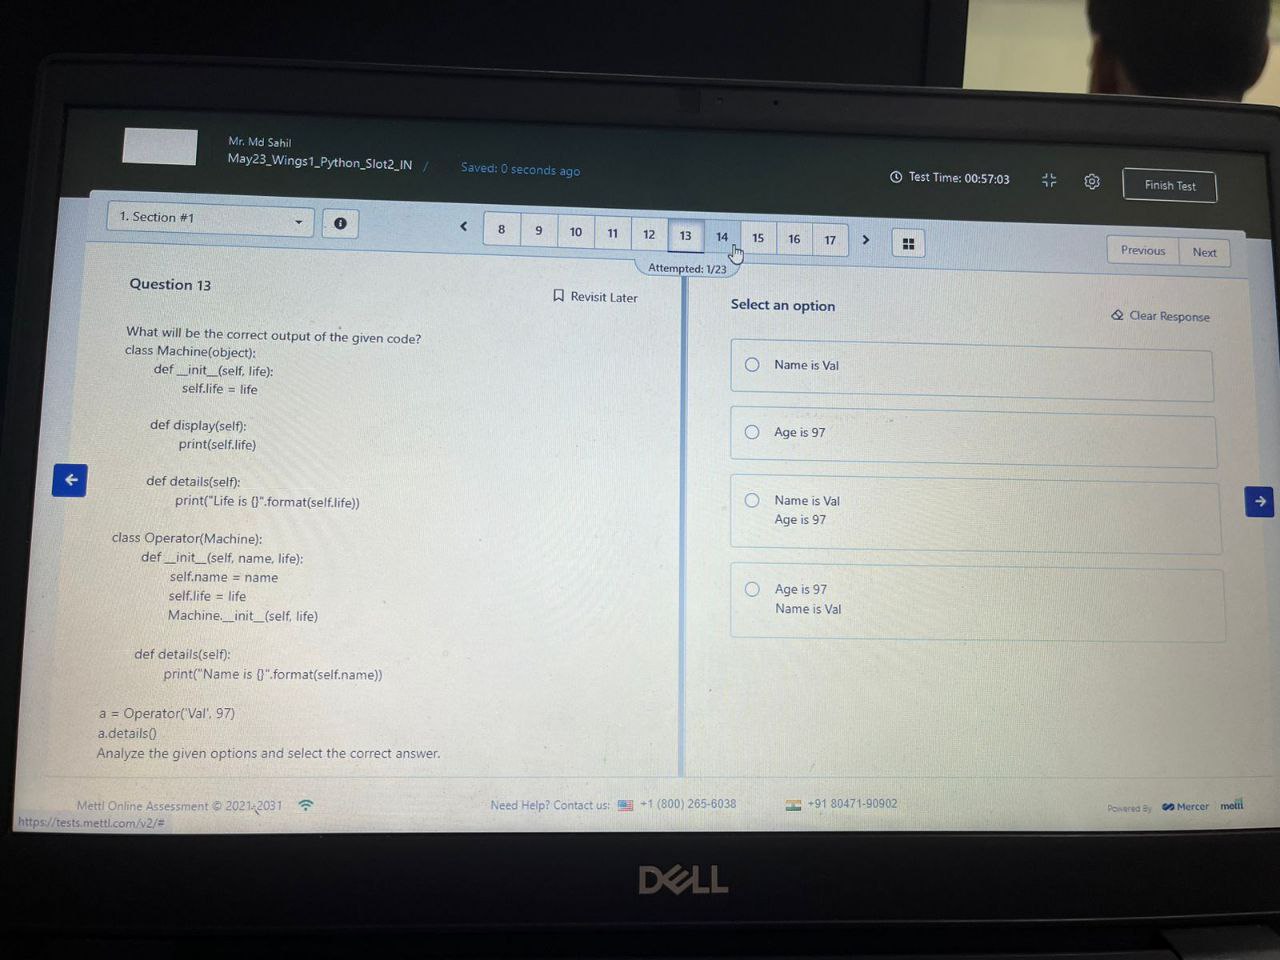 Mr. Md Sahil
May23_Wings1_Python_Slot2_IN /
Saved: 0 seconds ago
Test Time: 00:57:03
Finish Test
1. Section #1
8 9 10 11 12 13 14 15 16 17
Attempted: 1/23
Previous
Next
Question 13
Revisit Later
What will be the correct output of the given code?
class Machine(object):
def __init__(self, life):
self.life = life
def display(self):
print(self.life)
def details(self):
print("Life is {}".format(self.life))
class Operator(Machine):
def __init__(self, name, life):
self.name = name
self.life = life
Machine.__init__(self, life)
def details(self):
print("Name is {}".format(self.name))
a = Operator('Val', 97)
a.details()
Analyze the given options and select the correct answer.
Select an option
Clear Response
Name is Val
Age is 97
Name is Val
Age is 97
Age is 97
Name is Val
Mettl Online Assessment © 2021-2031
Need Help? Contact us:
+1 (800) 265-6038
+91 80471-90902
Powered By
Mercer
mettl
https://tests.mettl.com/v2/#
DELL